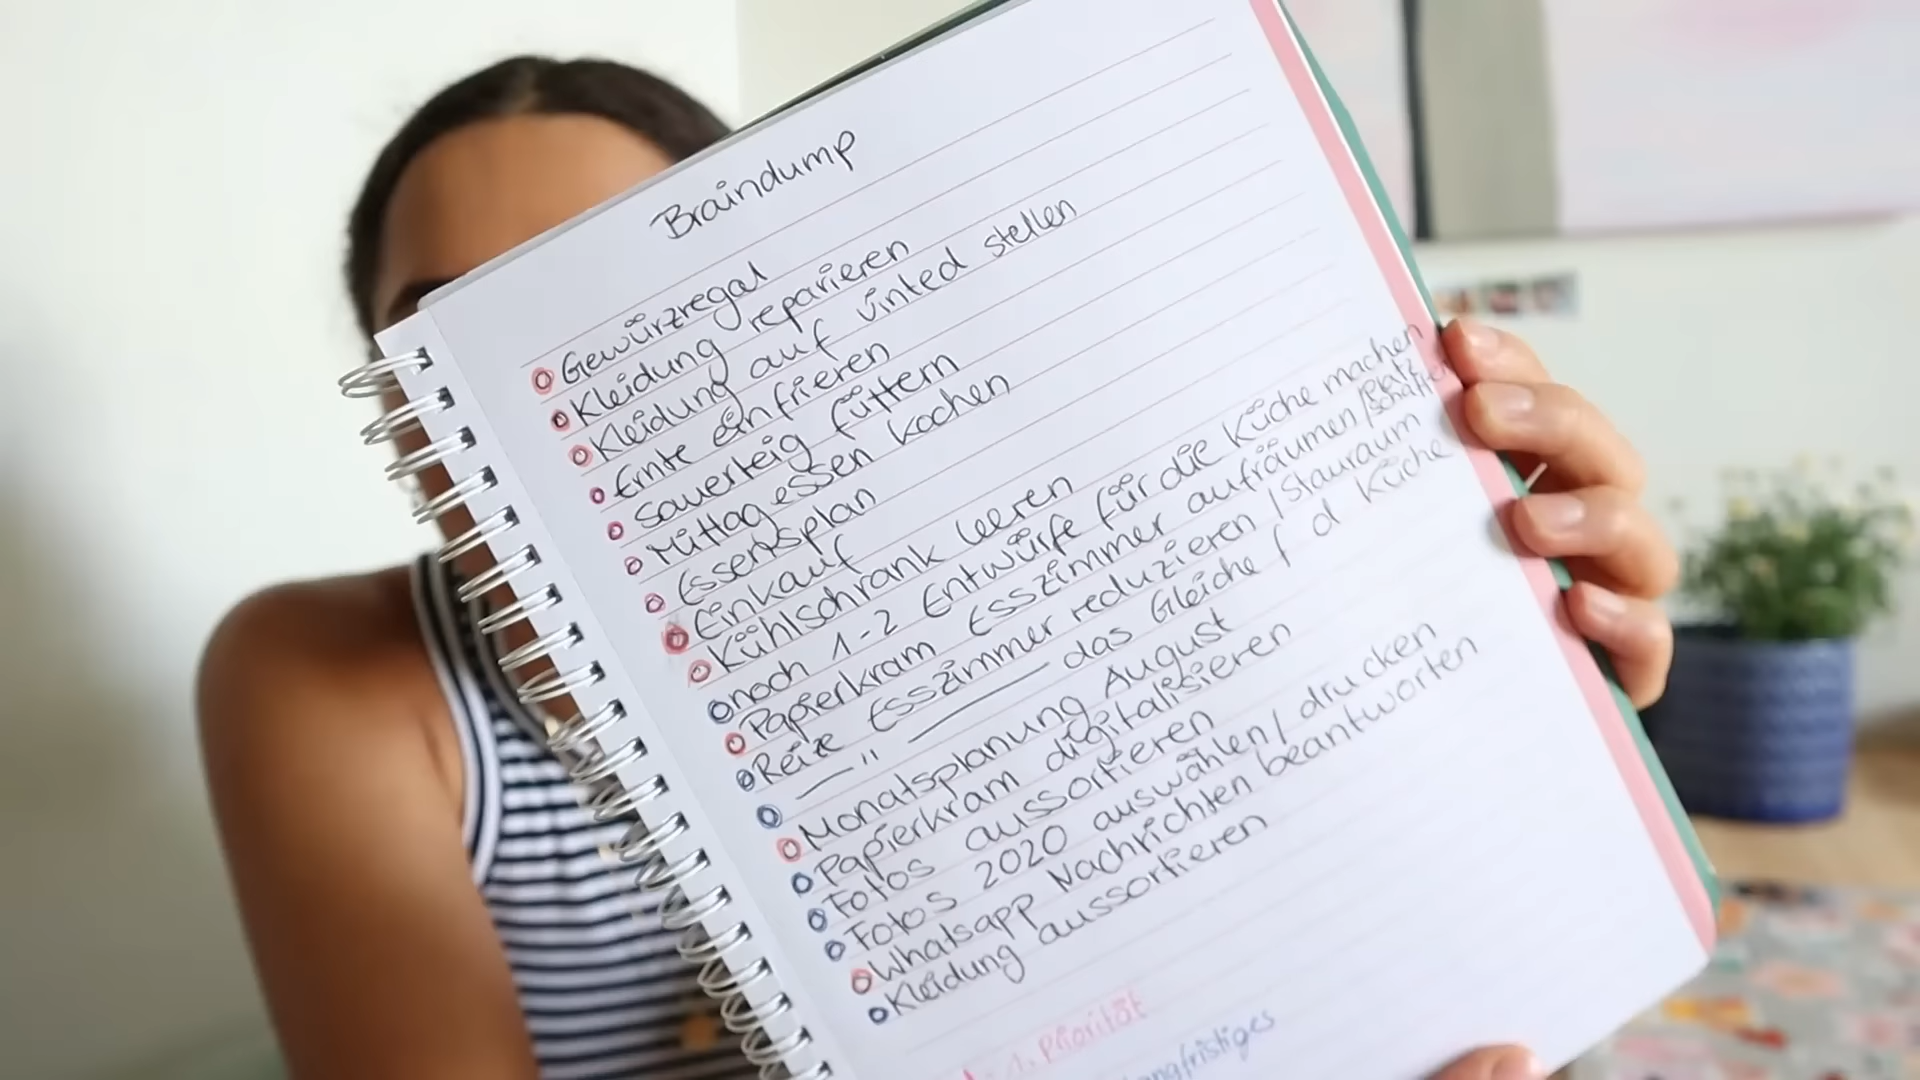 Braindump
Gewürzregal
Kleidung reparieren
Kleidung auf vinted stellen
Ernte einfrieren
Sauerteig füttern
Mittagessen kochen
Essensplan
Einkauf
Kühlschrank leeren
noch 1-2 Entwürfe für die Küche machen
Papierkram Esszimmer aufräumen / Platz schaffen
Reize Esszimmer reduzieren / Stauraum
—"— das Gleiche f d Küche
Monatsplanung August
Papierkram digitalisieren
Fotos aussortieren
Fotos 2020 auswählen / drucken
Whatsapp Nachrichten beantworten
Kleidung aussortieren
1. Priorität